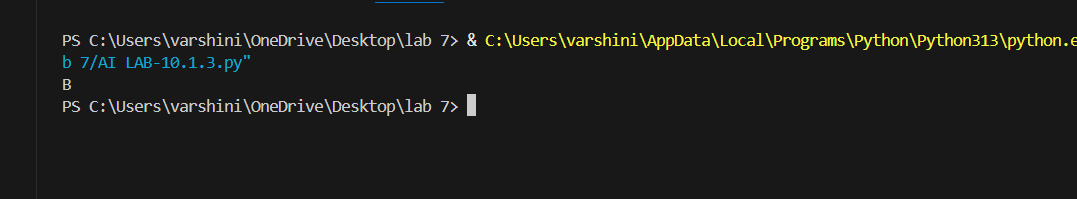 PS C:\Users\varshini\OneDrive\Desktop\lab 7> & C:\Users\varshini\AppData\Local\Programs\Python\Python313\python.e
b 7/AI LAB-10.1.3.py"
B
PS C:\Users\varshini\OneDrive\Desktop\lab 7>